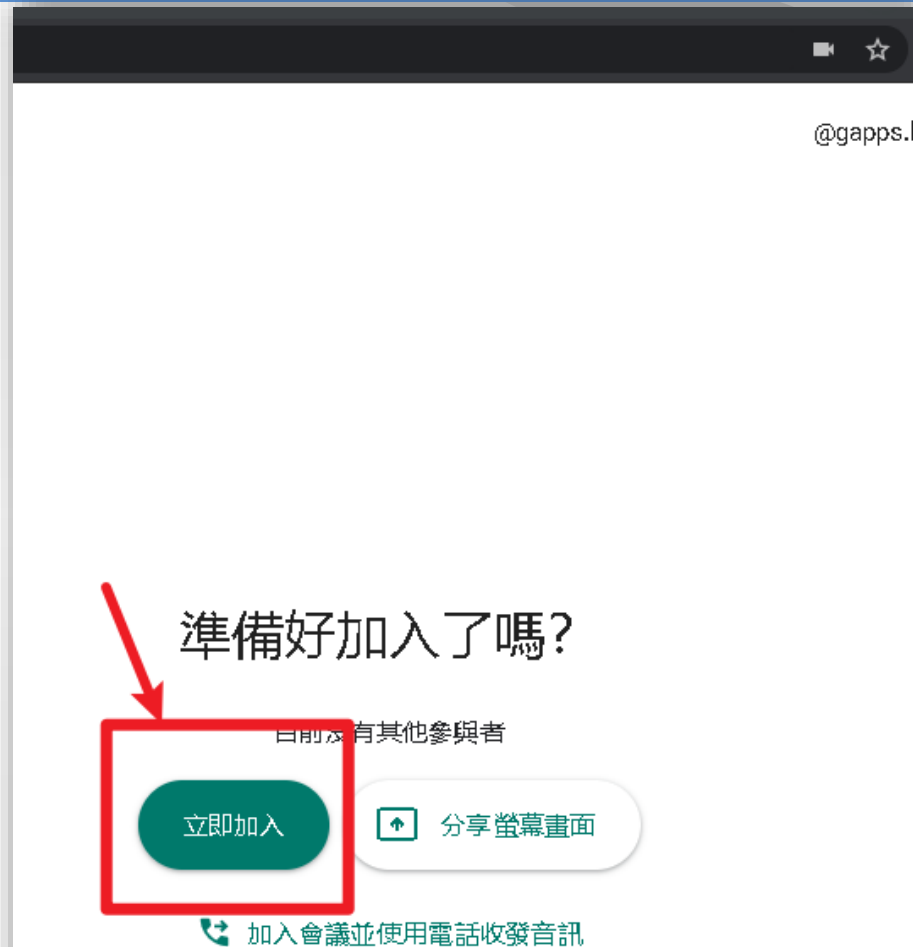 @gapps.
準備好加入了嗎?
目前沒有其他參與者
立即加入
分享螢幕畫面
加入會議並使用電話收發音訊